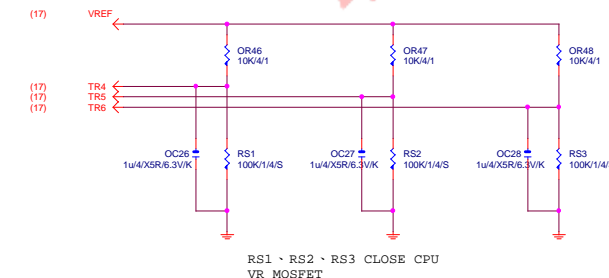 (17) VREF
OR46
10K/4/1
OR47
10K/4/1
OR48
10K/4/1
(17) TR4
(17) TR5
(17) TR6
OC26
1u/4/X5R/6.3V/K
RS1
100K/1/4/S
OC27
1u/4/X5R/6.3V/K
RS2
100K/1/4/S
OC28
1u/4/X5R/6.3V/K
RS3
100K/1/4/
RS1、RS2、RS3 CLOSE CPU
VR MOSFET